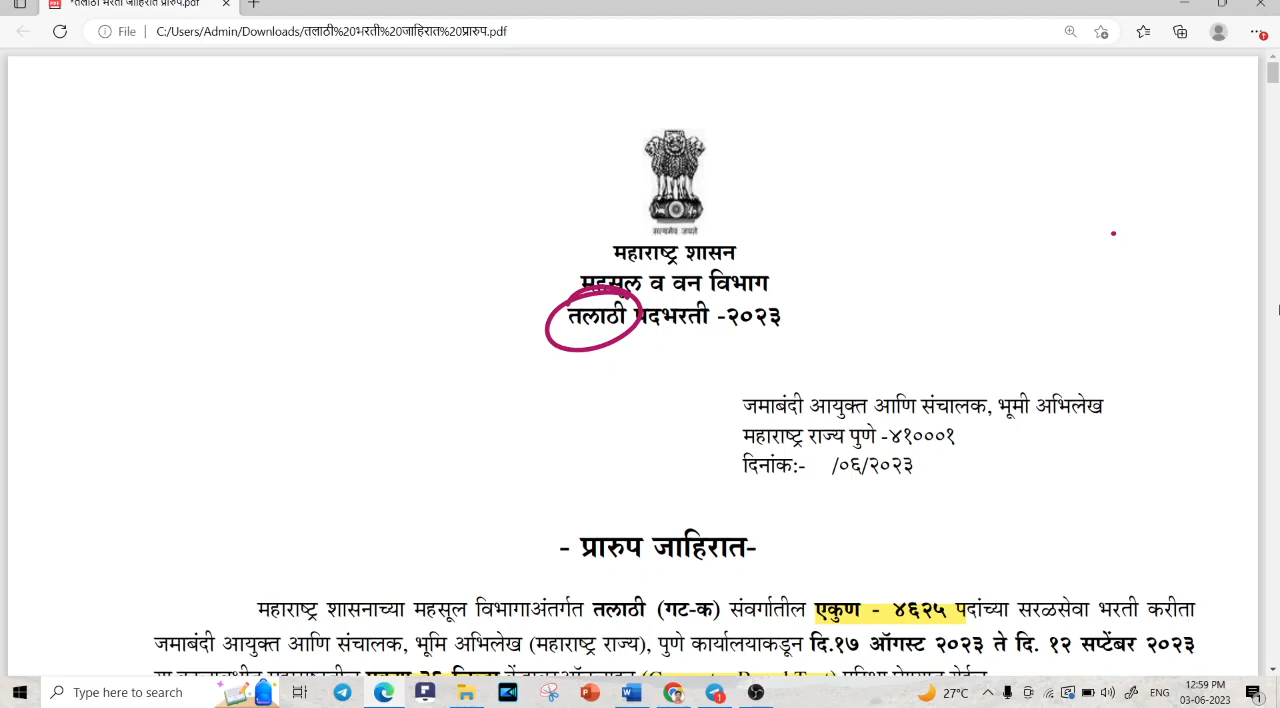 *तलाठी भरती जाहिरात प्रारुप.pdf
File
C:/Users/Admin/Downloads/तलाठी%20भरती%20जाहिरात%20प्रारुप.pdf
सत्यमेव जयते
महाराष्ट्र शासन
महसूल व वन विभाग
तलाठी पदभरती -२०२३
जमाबंदी आयुक्त आणि संचालक, भूमी अभिलेख
महाराष्ट्र राज्य पुणे -४१०००१
दिनांक:- /०६/२०२३
- प्रारुप जाहिरात-
महाराष्ट्र शासनाच्या महसूल विभागाअंतर्गत तलाठी (गट-क) संवर्गातील एकुण - ४६२५ पदांच्या सरळसेवा भरती करीता
जमाबंदी आयुक्त आणि संचालक, भूमि अभिलेख (महाराष्ट्र राज्य), पुणे कार्यालयाकडून दि.१७ ऑगस्ट २०२३ ते दि. १२ सप्टेंबर २०२३
Type here to search
27°C
ENG
12:59 PM
03-06-2023